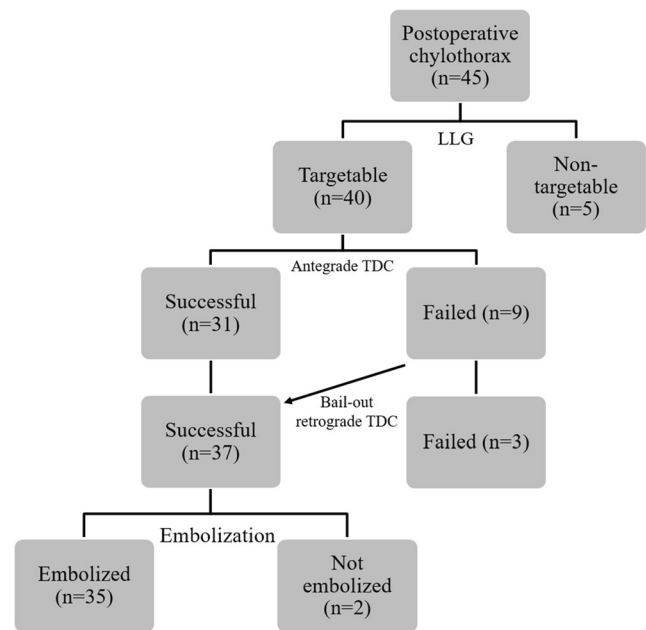 Postoperative
chylothorax
(n=45)
LLG
Targetable
(n=40)
Non-
targetable
(n=5)
Antegrade TDC
Successful
(n=31)
Failed (n=9)
Bail-out
retrograde TDC
Successful
(n=37)
Failed (n=3)
Embolization
Embolized
(n=35)
Not
embolized
(n=2)